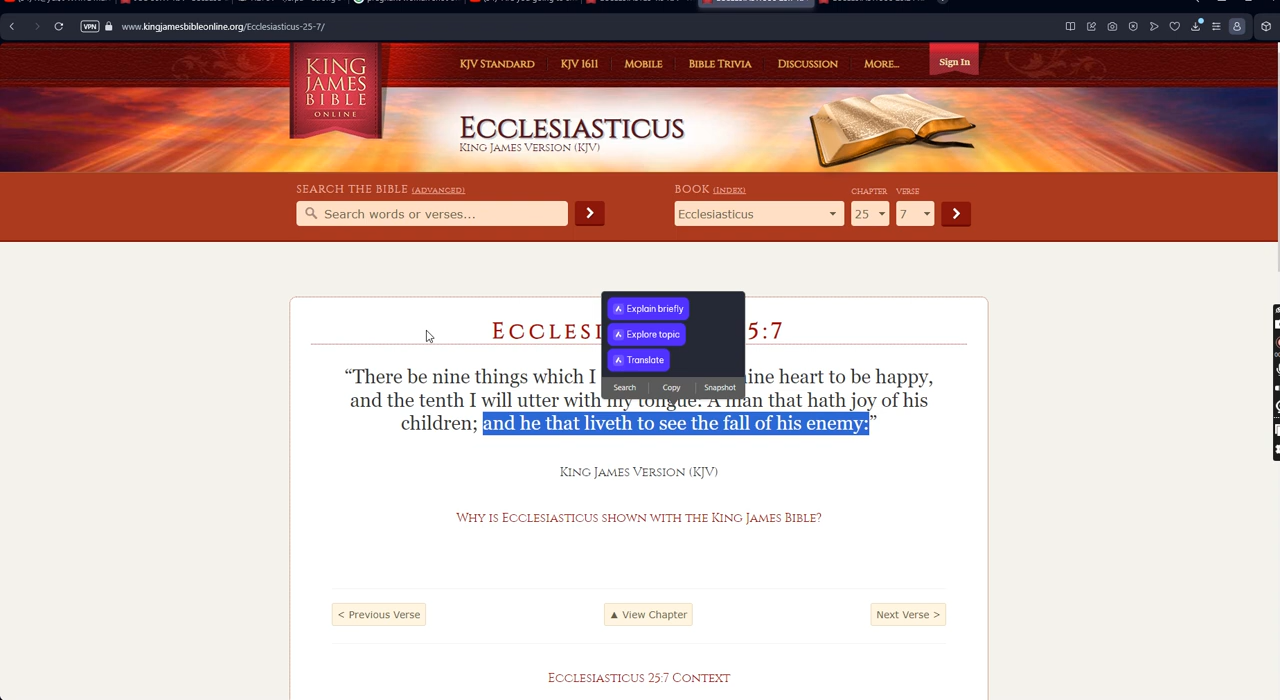 VPN www.kingjamesbibleonline.org/Ecclesiasticus-25-7/
KING
JAMES
BIBLE
ONLINE
KJV STANDARD KJV 1611 MOBILE BIBLE TRIVIA DISCUSSION MORE... Sign In
ECCLESIASTICUS
KING JAMES VERSION (KJV)
SEARCH THE BIBLE (ADVANCED) BOOK (INDEX) CHAPTER VERSE
Search words or verses... Ecclesiasticus 25 7
Explain briefly
Explore topic
Translate
Search Copy Snapshot
5:7
“There be nine things which I
heart to be happy,
and the tenth I will utter with my tongue: A man that hath joy of his
children; and he that liveth to see the fall of his enemy:”
KING JAMES VERSION (KJV)
WHY IS ECCLESIASTICUS SHOWN WITH THE KING JAMES BIBLE?
< Previous Verse ▲ View Chapter Next Verse >
ECCLESIASTICUS 25:7 CONTEXT